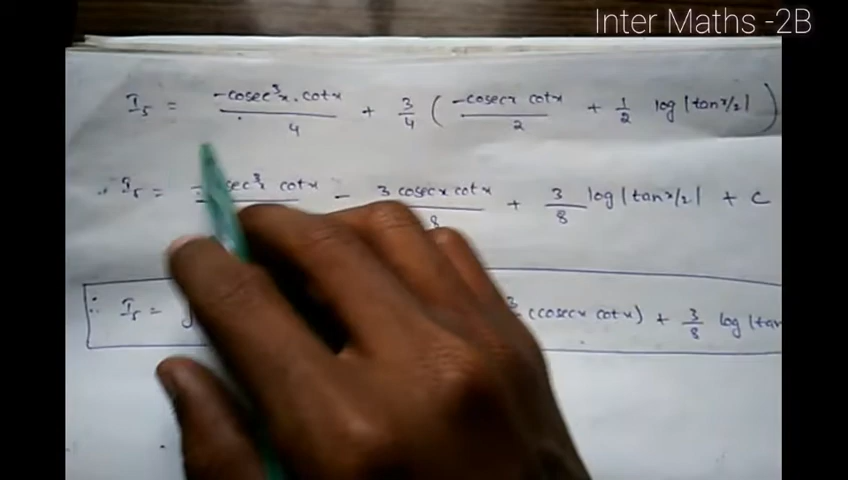 Inter Maths -2B
I₅ = -cosec³x.cotx/4 + 3/4 ( -cosecx cotx/2 + 1/2 log|tan x/2| )
∴ I₅ = cosec³x cotx - 3 cosecx cotx/8 + 3/8 log|tan x/2| + c
∴ I₅ = ∫ (cosecx cotx) + 3/8 log|tan